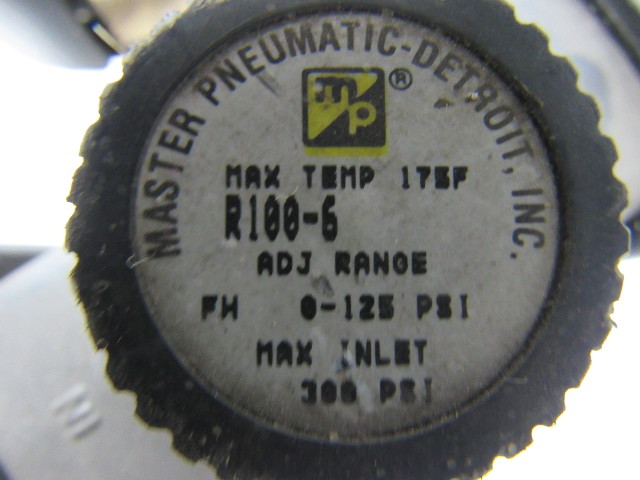 MASTER PNEUMATIC-DETROIT, INC.
mp®
MAX TEMP 175F
R100-6
ADJ RANGE
FH 0-125 PSI
MAX INLET
300 PSI